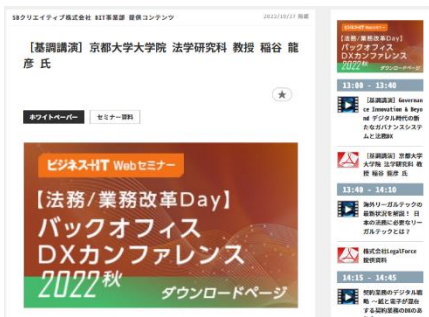 SBクリエイティブ株式会社 BIT事業部 提供コンテンツ
2022/10/27 掲載
［基調講演］京都大学大学院 法学研究科 教授 稲谷 龍
彦 氏
ホワイトペーパー
セミナー資料
ビジネス+IT Webセミナー
【法務/業務改革Day】
バックオフィス
DXカンファレンス
2022秋
ダウンロードページ
ビジネス+IT Webセミナー
【法務/業務改革Day】
バックオフィス
DXカンファレンス
2022秋
ダウンロードページ
13:00 - 13:40
［基調講演］Governan
ce Innovation & Beyo
nd デジタル時代の新
たなガバナンスシステ
ムと法務DX
［基調講演］京都大学
大学院 法学研究科 教
授 稲谷 龍彦 氏
13:40 - 14:10
海外リーガルテックの
最新状況を解説！ 日
本の法務に必要なリー
ガルテックとは？
株式会社LegalForce
提供資料
14:15 - 14:45
契約業務のデジタル戦
略 ～紙と電子が混在
する契約業務のDXのあ